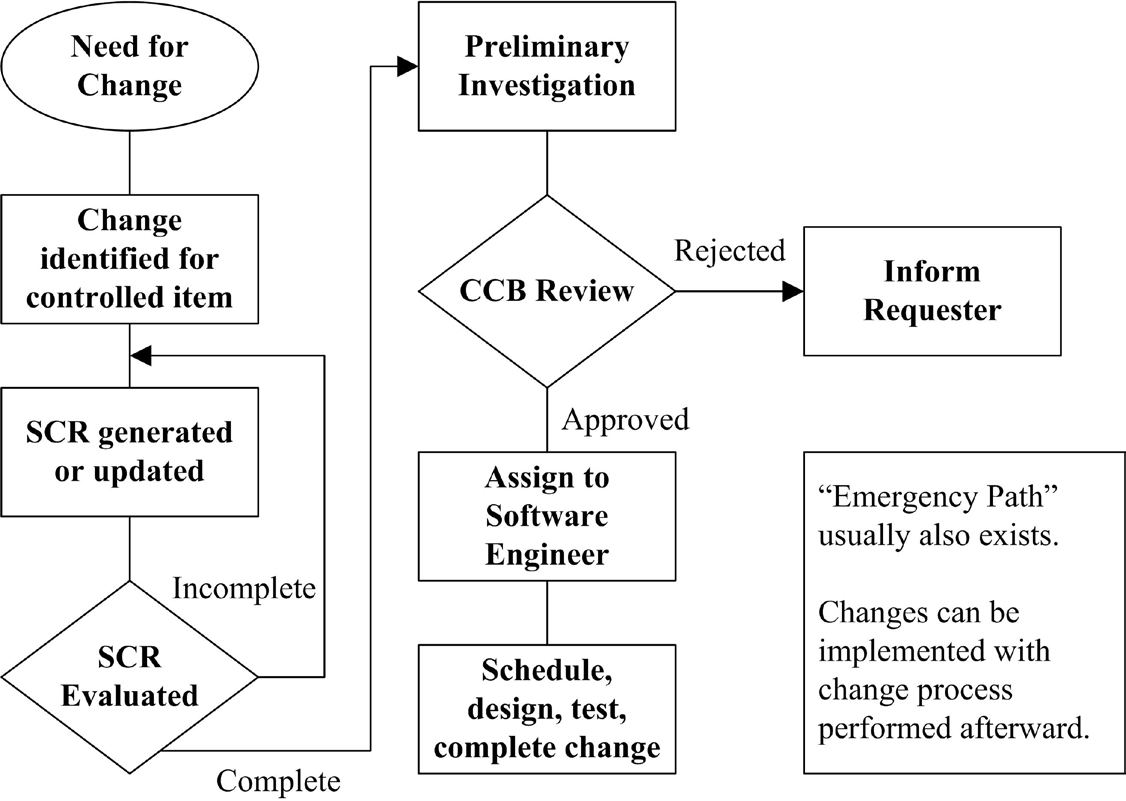 Need for
Change
Change
identified for
controlled item
SCR generated
or updated
Incomplete
SCR
Evaluated
Complete
Preliminary
Investigation
CCB Review
Rejected
Inform
Requester
Approved
Assign to
Software
Engineer
Schedule,
design, test,
complete change
“Emergency Path”
usually also exists.
Changes can be
implemented with
change process
performed afterward.